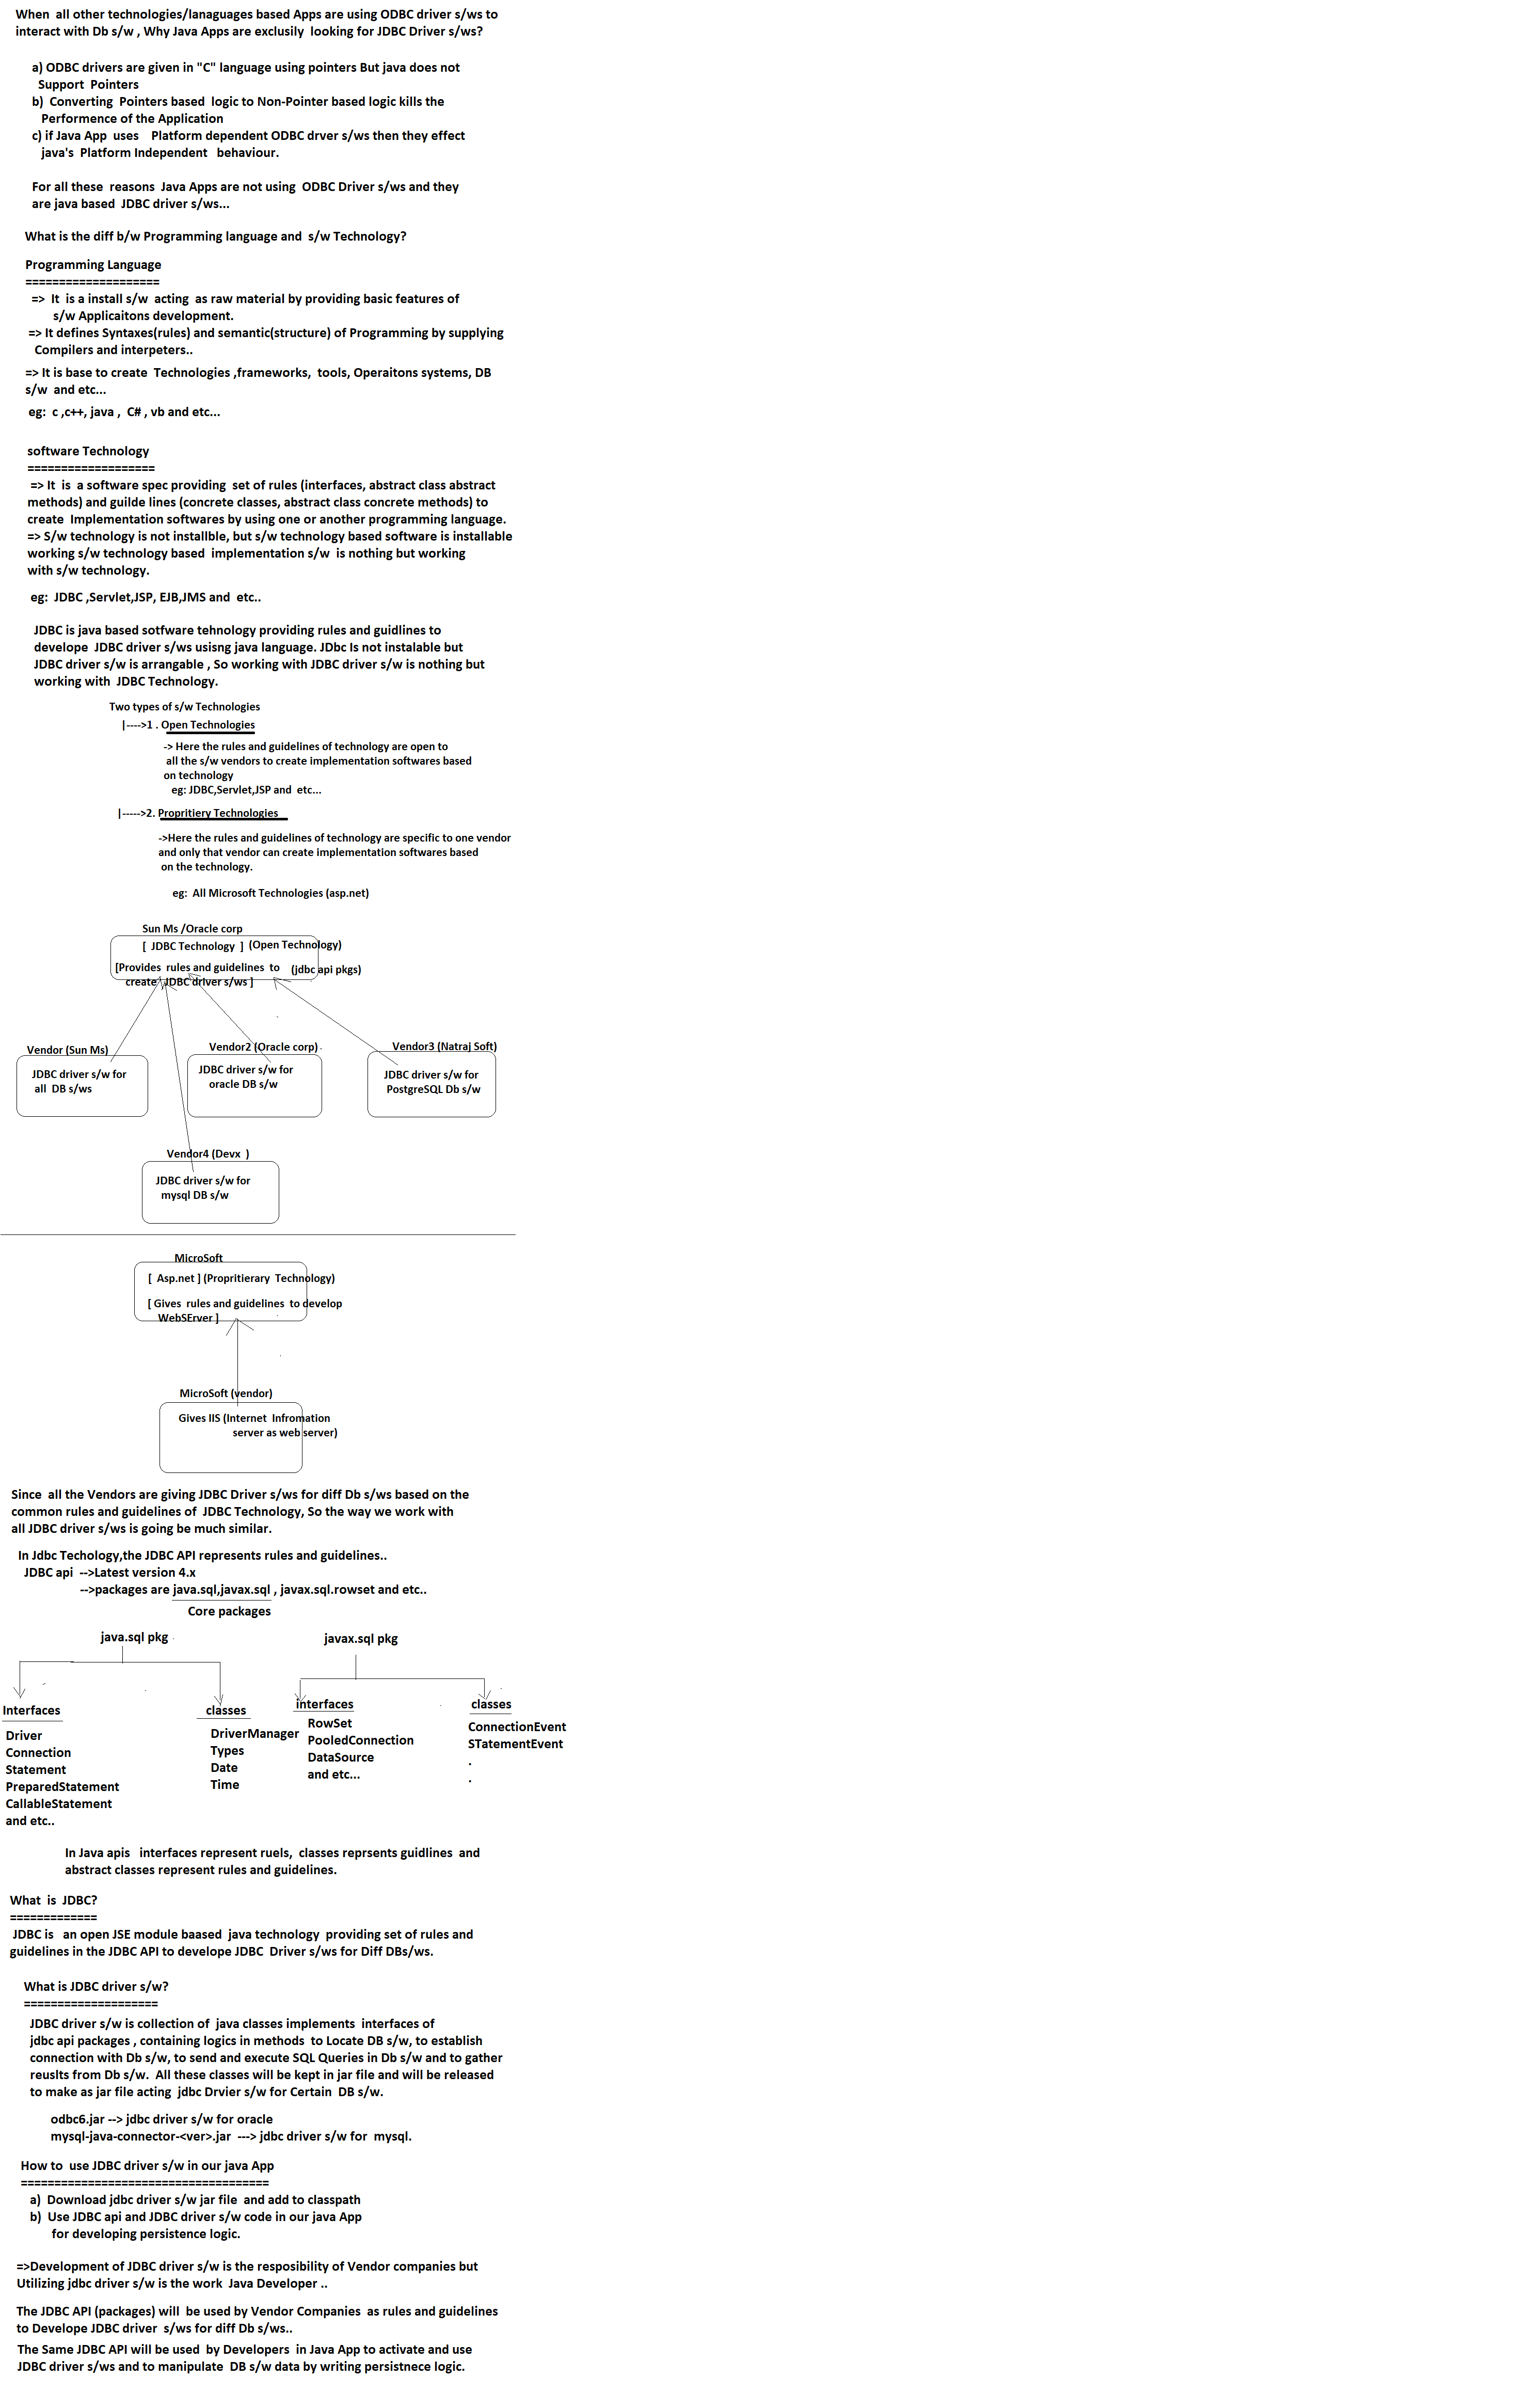 When all other technologies/lanaguages based Apps are using ODBC driver s/ws to
interact with Db s/w , Why Java Apps are exclusily looking for JDBC Driver s/ws?
a) ODBC drivers are given in "C" language using pointers But java does not
Support Pointers
b) Converting Pointers based logic to Non-Pointer based logic kills the
Performence of the Application
c) if Java App uses Platform dependent ODBC drver s/ws then they effect
java's Platform Independent behaviour.
For all these reasons Java Apps are not using ODBC Driver s/ws and they
are java based JDBC driver s/ws...
What is the diff b/w Programming language and s/w Technology?
Programming Language
====================
=> It is a install s/w acting as raw material by providing basic features of
s/w Applicaitons development.
=> It defines Syntaxes(rules) and semantic(structure) of Programming by supplying
Compilers and interpeters..
=> It is base to create Technologies ,frameworks, tools, Operaitons systems, DB
s/w and etc...
eg: c ,c++, java , C# , vb and etc...
software Technology
===================
=> It is a software spec providing set of rules (interfaces, abstract class abstract
methods) and guilde lines (concrete classes, abstract class concrete methods) to
create Implementation softwares by using one or another programming language.
=> S/w technology is not installble, but s/w technology based software is installable
working s/w technology based implementation s/w is nothing but working
with s/w technology.
eg: JDBC ,Servlet,JSP, EJB,JMS and etc..
JDBC is java based sotfware tehnology providing rules and guidlines to
develope JDBC driver s/ws usisng java language. JDbc Is not instalable but
JDBC driver s/w is arrangable , So working with JDBC driver s/w is nothing but
working with JDBC Technology.
Two types of s/w Technologies
|---->1 . Open Technologies
-> Here the rules and guidelines of technology are open to
all the s/w vendors to create implementation softwares based
on technology
eg: JDBC,Servlet,JSP and etc...
|----->2. Propritiery Technologies
->Here the rules and guidelines of technology are specific to one vendor
and only that vendor can create implementation softwares based
on the technology.
eg: All Microsoft Technologies (asp.net)
Sun Ms /Oracle corp
[ JDBC Technology ] (Open Technology)
[Provides rules and guidelines to (jdbc api pkgs)
create JDBC driver s/ws ]
Vendor (Sun Ms) Vendor2 (Oracle corp) Vendor3 (Natraj Soft)
JDBC driver s/w for
all DB s/ws
JDBC driver s/w for
oracle DB s/w
JDBC driver s/w for
PostgreSQL Db s/w
Vendor4 (Devx )
JDBC driver s/w for
mysql DB s/w
MicroSoft
[ Asp.net ] (Propritierary Technology)
[ Gives rules and guidelines to develop
WebSErver ]
MicroSoft (vendor)
Gives IIS (Internet Infromation
server as web server)
Since all the Vendors are giving JDBC Driver s/ws for diff Db s/ws based on the
common rules and guidelines of JDBC Technology, So the way we work with
all JDBC driver s/ws is going be much similar.
In Jdbc Techology,the JDBC API represents rules and guidelines..
JDBC api -->Latest version 4.x
-->packages are java.sql,javax.sql , javax.sql.rowset and etc..
Core packages
java.sql pkg javax.sql pkg
Interfaces
Driver
Connection
Statement
PreparedStatement
CallableStatement
and etc..
classes
DriverManager
Types
Date
Time
interfaces
RowSet
PooledConnection
DataSource
and etc...
classes
ConnectionEvent
STatementEvent
.
.
In Java apis interfaces represent ruels, classes reprsents guidlines and
abstract classes represent rules and guidelines.
What is JDBC?
=============
JDBC is an open JSE module baased java technology providing set of rules and
guidelines in the JDBC API to develope JDBC Driver s/ws for Diff DBs/ws.
What is JDBC driver s/w?
====================
JDBC driver s/w is collection of java classes implements interfaces of
jdbc api packages , containing logics in methods to Locate DB s/w, to establish
connection with Db s/w, to send and execute SQL Queries in Db s/w and to gather
reuslts from Db s/w. All these classes will be kept in jar file and will be released
to make as jar file acting jdbc Drvier s/w for Certain DB s/w.
odbc6.jar --> jdbc driver s/w for oracle
mysql-java-connector-<ver>.jar ---> jdbc driver s/w for mysql.
How to use JDBC driver s/w in our java App
=====================================
a) Download jdbc driver s/w jar file and add to classpath
b) Use JDBC api and JDBC driver s/w code in our java App
for developing persistence logic.
=>Development of JDBC driver s/w is the resposibility of Vendor companies but
Utilizing jdbc driver s/w is the work Java Developer ..
The JDBC API (packages) will be used by Vendor Companies as rules and guidelines
to Develope JDBC driver s/ws for diff Db s/ws..
The Same JDBC API will be used by Developers in Java App to activate and use
JDBC driver s/ws and to manipulate DB s/w data by writing persistnece logic.